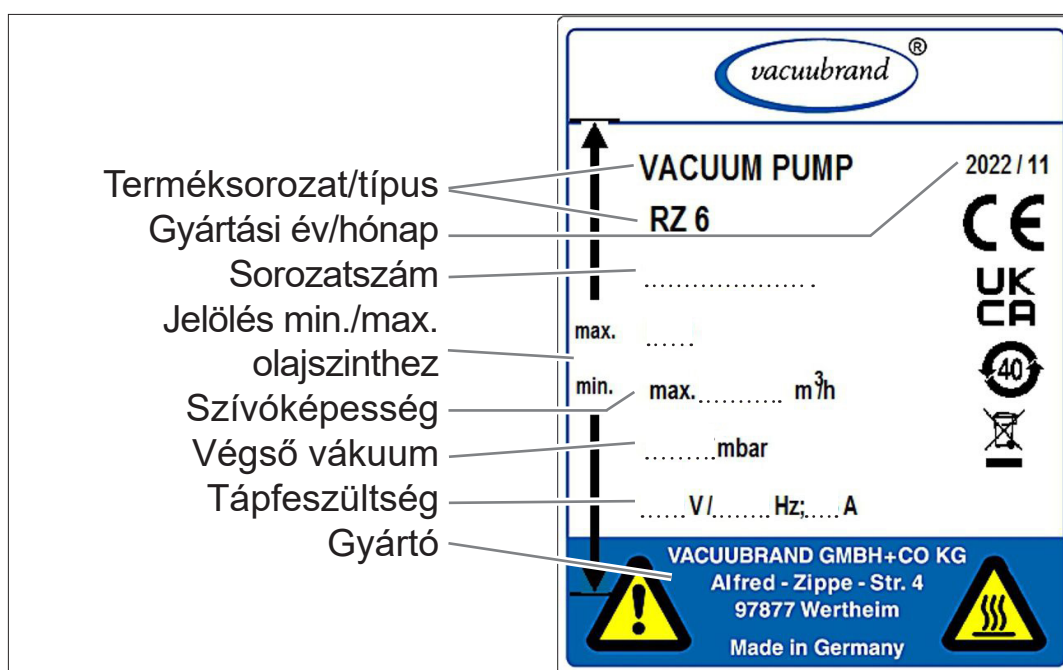 vacuubrand
®
Terméksorozat/típus
Gyártási év/hónap
Sorozatszám
Jelölés min./max.
olajszinthez
Szívóképesség
Végső vákuum
Tápfeszültség
Gyártó
VACUUM PUMP
2022 / 11
RZ 6
CE
UK
CA
....................
max.
......
40
min.
max........... m³/h
........mbar
......V /....... Hz;....A
VACUUBRAND GMBH+CO KG
Alfred - Zippe - Str. 4
97877 Wertheim
Made in Germany